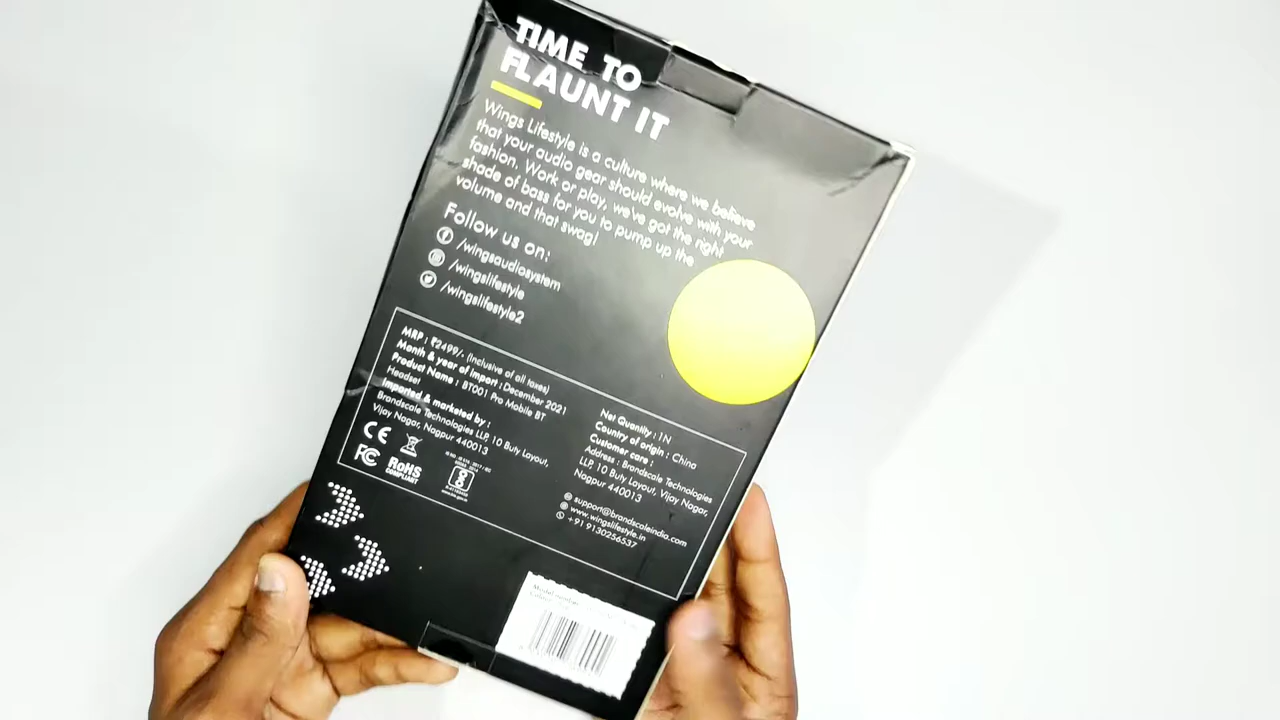 TIME TO
FLAUNT IT
Wings Lifestyle is a culture where we believe
that your audio gear should evolve with your
fashion. Work or play, we've got the right
shade of bass for you to pump up the
volume and that swag!
Follow us on:
/wingsaudiosystem
/wingslifestyle
/wingslifestyle2
MRP : ₹2499/- (Inclusive of all taxes)
Month & year of import : December 2021
Product Name : BT001 Pro Mobile BT
Headset
Imported & marketed by :
Brandscale Technologies LLP, 10 Buty Layout,
Vijay Nagar, Nagpur 440013
CE
FC
RoHS
COMPLIANT
Net Quantity : 1N
Country of origin : China
Customer care :
Address : Brandscale Technologies
LLP, 10 Buty Layout, Vijay Nagar,
Nagpur 440013
support@brandscaleindia.com
www.wingslifestyle.in
+91 9130256537
Model number